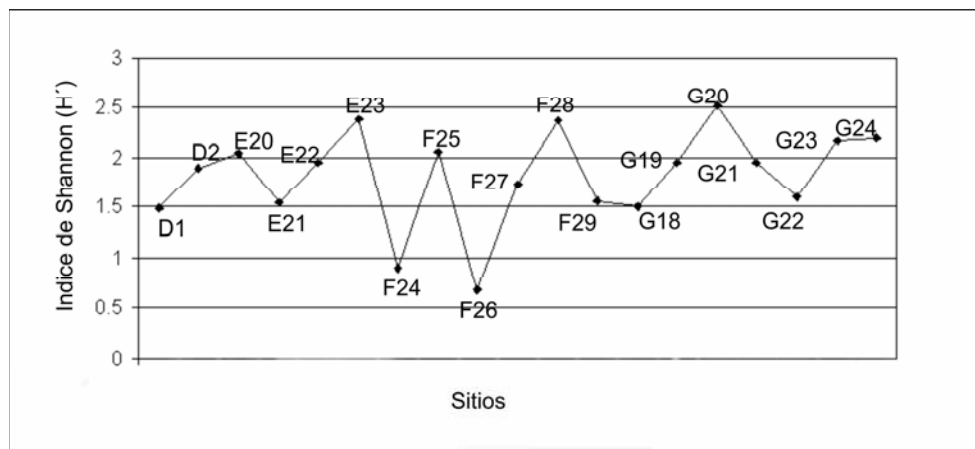 Indice de Shannon (H´)
3
2.5
2
1.5
1
0.5
0
D1
D2
E20
E21
E22
E23
F24
F25
F26
F27
F28
F29
G18
G19
G20
G21
G22
G23
G24
Sitios